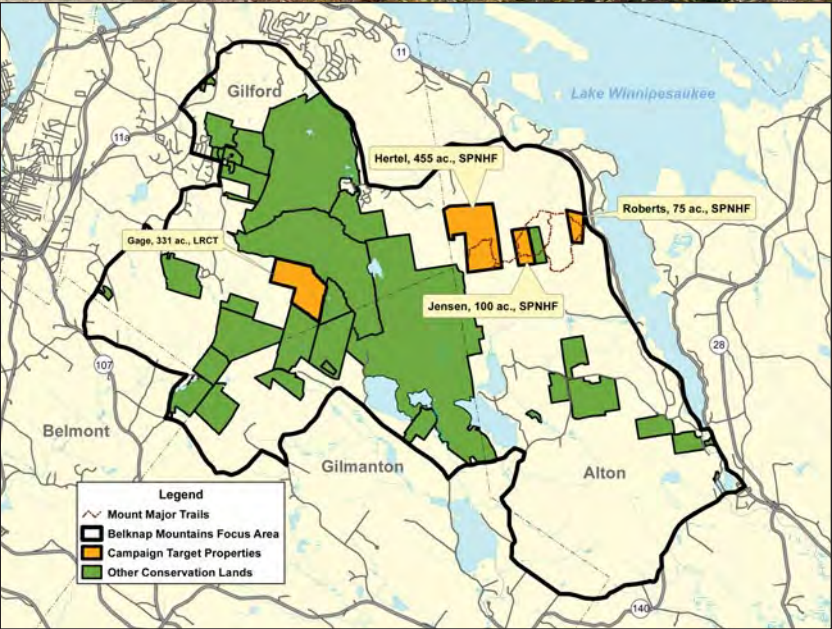 11
Gilford
Lake Winnipesaukee
11a
Hertel, 455 ac., SPNHF
Roberts, 75 ac., SPNHF
Gage, 331 ac., LRCT
Jensen, 100 ac., SPNHF
28
107
Belmont
Gilmanton
Alton
Legend
Mount Major Trails
Belknap Mountains Focus Area
Campaign Target Properties
Other Conservation Lands
140